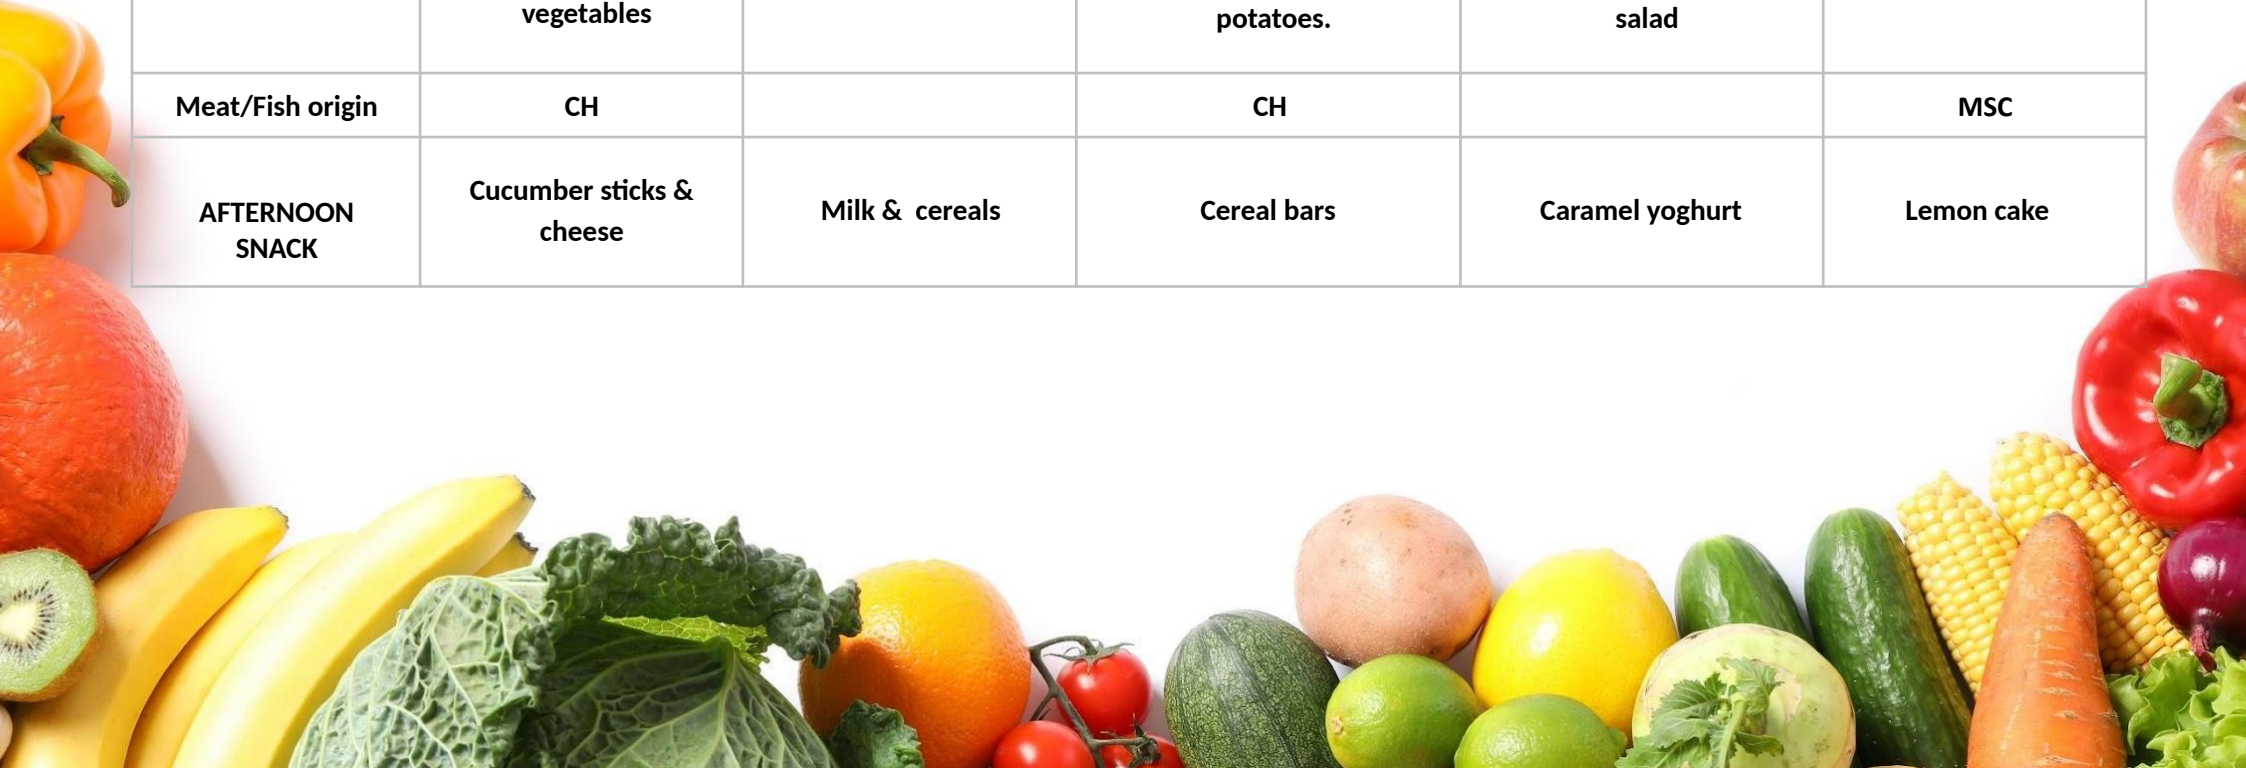 vegetables
potatoes.
salad
Meat/Fish origin CH CH MSC
Cucumber sticks &
cheese
AFTERNOON
SNACK
Milk &  cereals
Cereal bars
Caramel yoghurt
Lemon cake